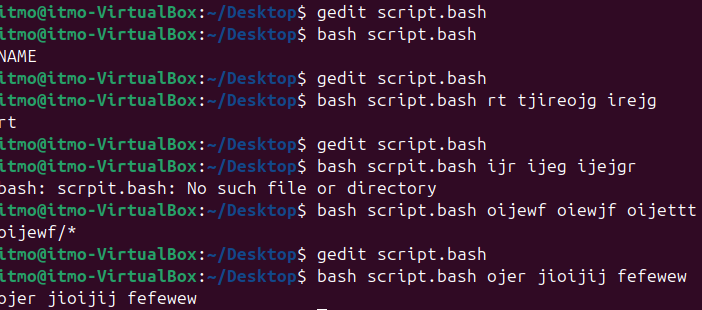 itmo@itmo-VirtualBox:~/Desktop$ gedit script.bash
itmo@itmo-VirtualBox:~/Desktop$ bash script.bash
NAME
itmo@itmo-VirtualBox:~/Desktop$ gedit script.bash
itmo@itmo-VirtualBox:~/Desktop$ bash script.bash rt tjireojg irejg
rt
itmo@itmo-VirtualBox:~/Desktop$ gedit script.bash
itmo@itmo-VirtualBox:~/Desktop$ bash scrpit.bash ijr ijeg ijejgr
bash: scrpit.bash: No such file or directory
itmo@itmo-VirtualBox:~/Desktop$ bash script.bash oijewf oiewjf oijettt
oijewf/*
itmo@itmo-VirtualBox:~/Desktop$ gedit script.bash
itmo@itmo-VirtualBox:~/Desktop$ bash script.bash ojer jioijij fefewew
ojer jioijij fefewew